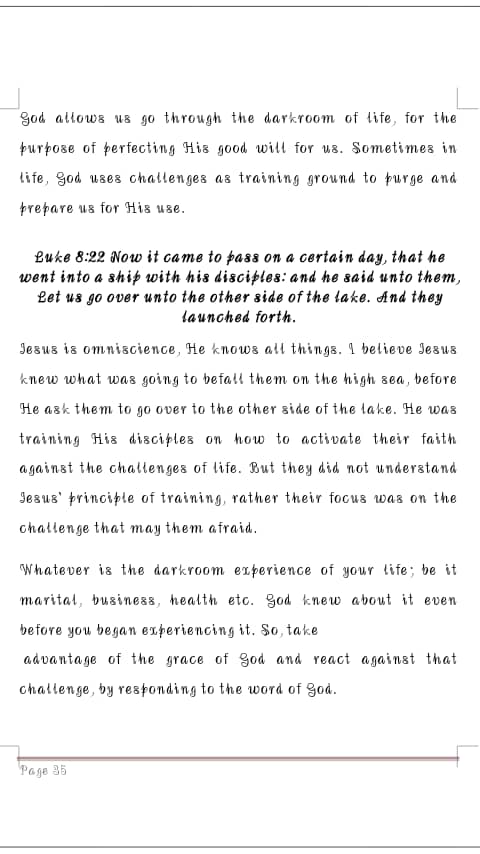 God allows us go through the darkroom of life, for the
purpose of perfecting His good will for us. Sometimes in
life, God uses challenges as training ground to purge and
prepare us for His use.
Luke 8:22 Now it came to pass on a certain day, that he
went into a ship with his disciples: and he said unto them,
Let us go over unto the other side of the lake. And they
launched forth.
Jesus is omniscience, He knows all things. I believe Jesus
knew what was going to befall them on the high sea, before
He ask them to go over to the other side of the lake. He was
training His disciples on how to activate their faith
against the challenges of life. But they did not understand
Jesus' principle of training, rather their focus was on the
challenge that may them afraid.
Whatever is the darkroom experience of your life; be it
marital, business, health etc. God knew about it even
before you began experiencing it. So, take
advantage of the grace of God and react against that
challenge, by responding to the word of God.
Page 35